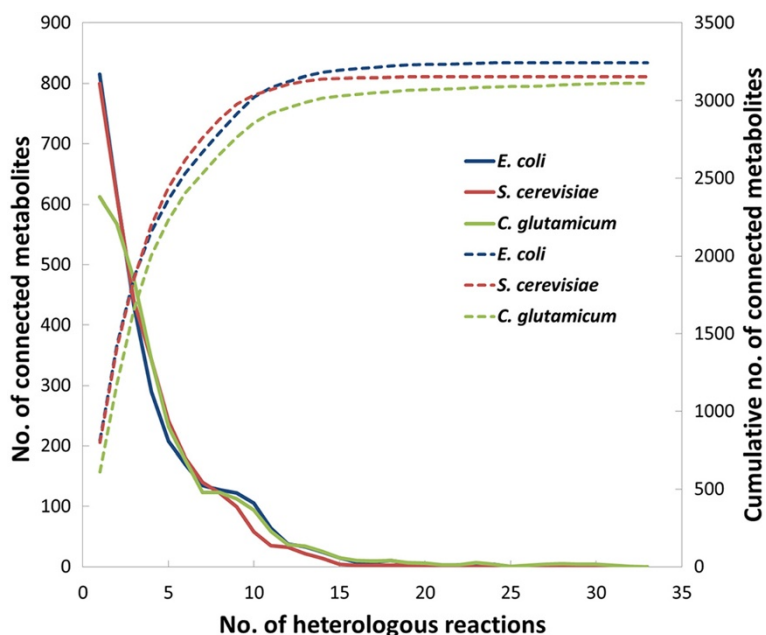 No. of connected metabolites
900
800
700
600
500
400
300
200
100
0
0 5 10 15 20 25 30 35
No. of heterologous reactions
3500
3000
2500
2000
1500
1000
500
0
Cumulative no. of connected metabolites
E. coli
S. cerevisiae
C. glutamicum
E. coli
S. cerevisiae
C. glutamicum